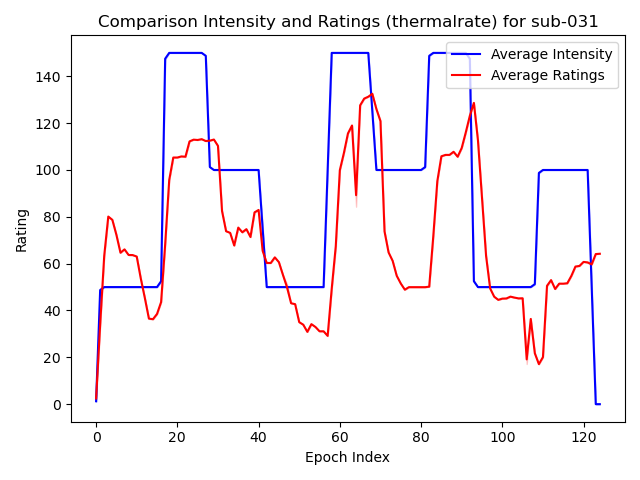 Comparison Intensity and Ratings (thermalrate) for sub-031
Average Intensity
Average Ratings
Rating
140
120
100
80
60
40
20
0
0 20 40 60 80 100 120
Epoch Index